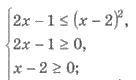 2x − 1 ≤ (x − 2)²,
2x − 1 ≥ 0,
x − 2 ≥ 0;